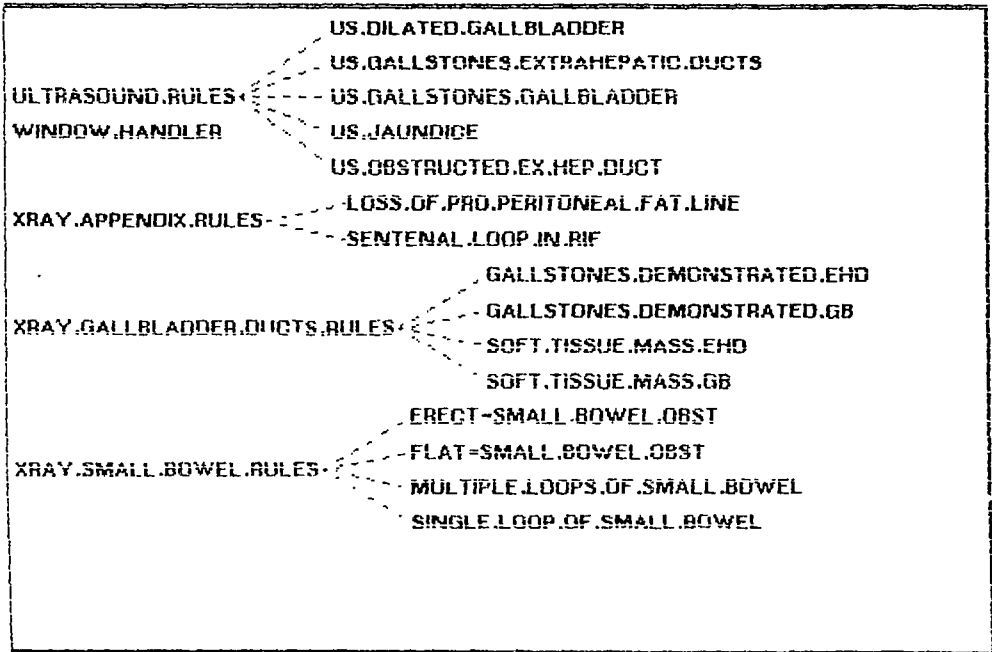 US.DILATED.GALLBLADDER
US.GALLSTONES.EXTRAHEPATIC.DUCTS
ULTRASOUND.RULES
US.GALLSTONES.GALLBLADDER
WINDOW.HANDLER
US.JAUNDICE
US.OBSTRUCTED.EX.HEP.DUCT
LOSS.OF.PRO.PERITONEAL.FAT.LINE
XRAY.APPENDIX.RULES
SENTENAL.LOOP.IN.RIF
GALLSTONES.DEMONSTRATED.EHD
GALLSTONES.DEMONSTRATED.GB
XRAY.GALLBLADDER.DUCTS.RULES
SOFT.TISSUE.MASS.EHD
SOFT.TISSUE.MASS.GB
ERECT=SMALL.BOWEL.OBST
FLAT=SMALL.BOWEL.OBST
XRAY.SMALL.BOWEL.RULES
MULTIPLE.LOOPS.OF.SMALL.BOWEL
SINGLE.LOOP.OF.SMALL.BOWEL